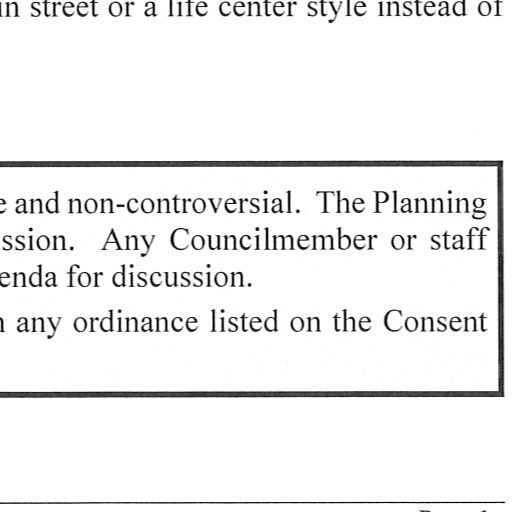 in street or a life center style instead of
e and non-controversial. The Planning
ssion. Any Councilmember or staff
enda for discussion.
n any ordinance listed on the Consent